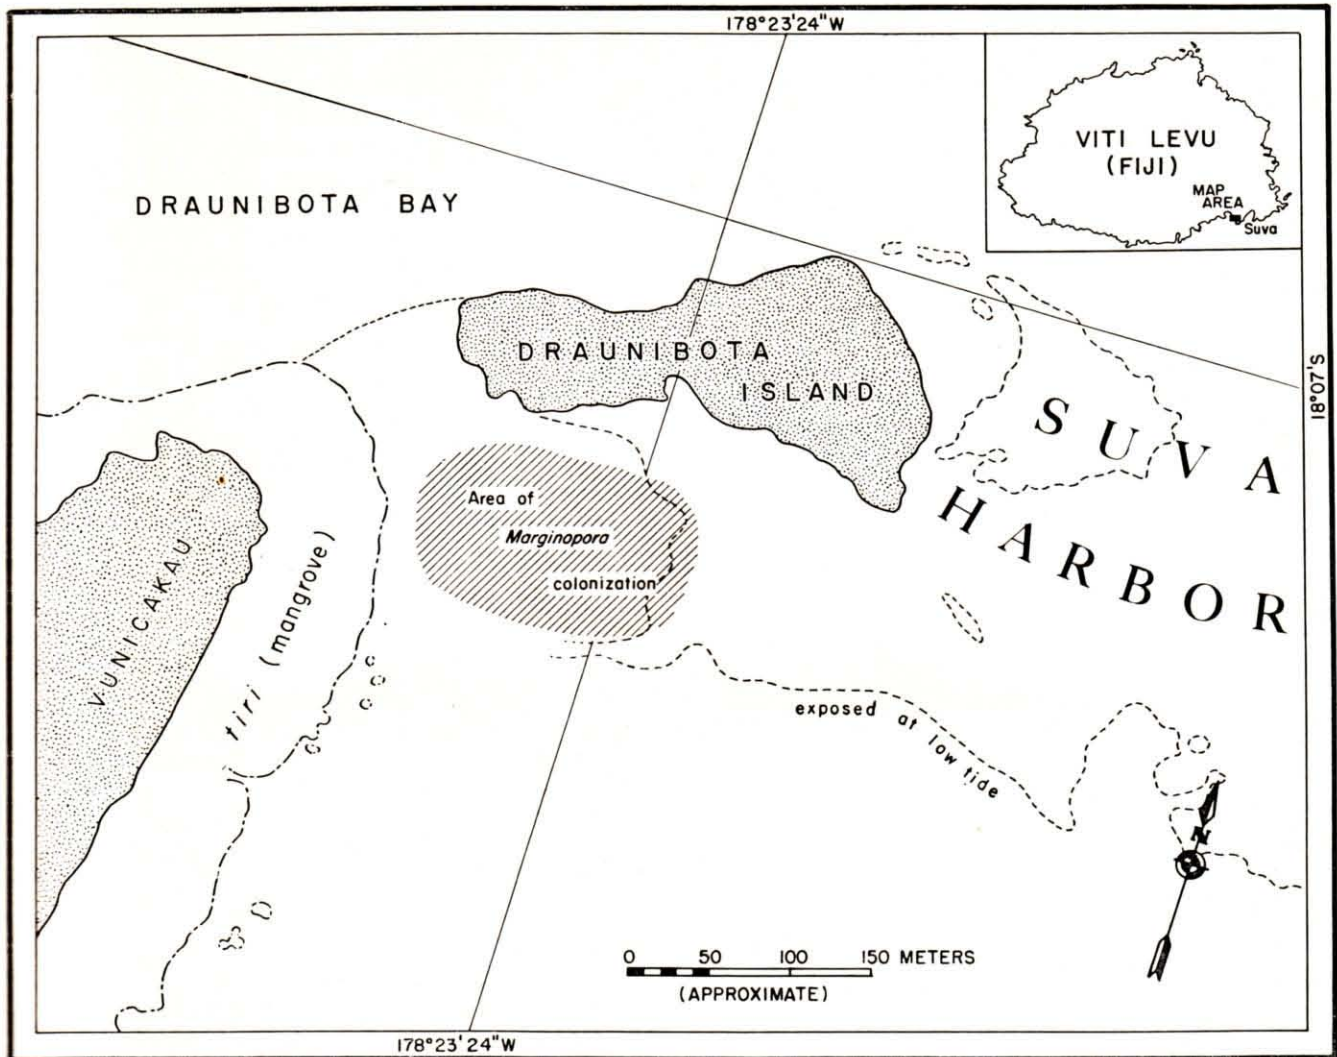 178°23'24"W
VITI LEVU
(FIJI)
MAP
AREA
Suva
DRAUNIBOTA BAY
DRAUNIBOTA
ISLAND
18°07'S
SUVA
HARBOR
Area of
Marginopora
colonization
VUNICAKAU
tiri (mangrove)
exposed at low tide
N
0 50 100 150 METERS
(APPROXIMATE)
178°23'24"W